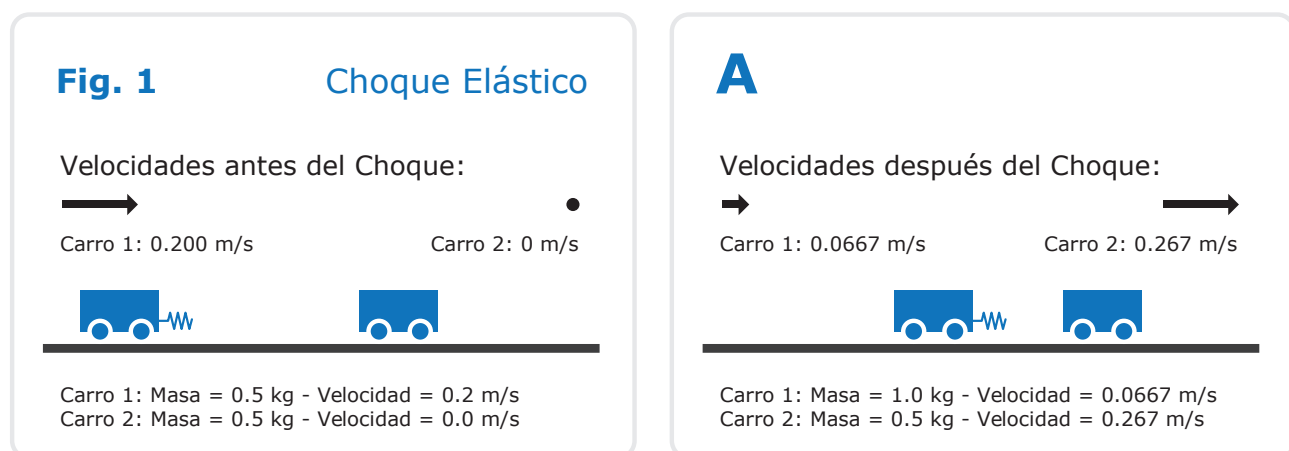 Fig. 1
Choque Elástico
Velocidades antes del Choque:
Carro 1: 0.200 m/s
Carro 2: 0 m/s
Carro 1: Masa = 0.5 kg - Velocidad = 0.2 m/s
Carro 2: Masa = 0.5 kg - Velocidad = 0.0 m/s
A
Velocidades después del Choque:
Carro 1: 0.0667 m/s
Carro 2: 0.267 m/s
Carro 1: Masa = 1.0 kg - Velocidad = 0.0667 m/s
Carro 2: Masa = 0.5 kg - Velocidad = 0.267 m/s